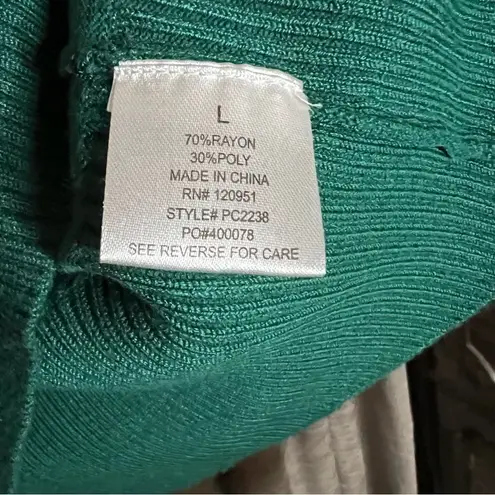 L
70%RAYON
30%POLY
MADE IN CHINA
RN# 120951
STYLE# PC2238
PO#400078
SEE REVERSE FOR CARE